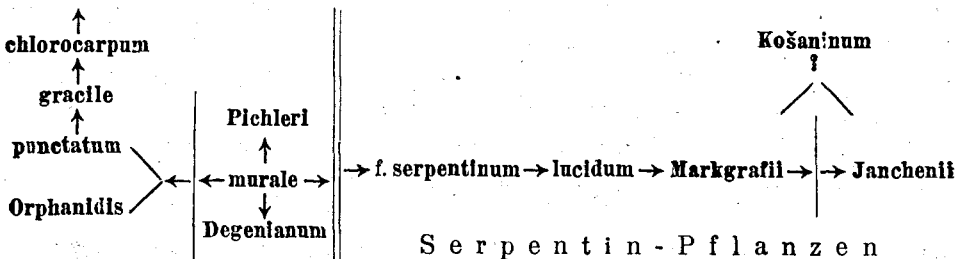 chlorocarpum
Košaninum
?
gracile
Pichleri
punctatum
← ← murale → → f. serpentinum → lucidum → Markgrafii → → Janchenii
Orphanidis
Degenianum
Serpentin-Pflanzen